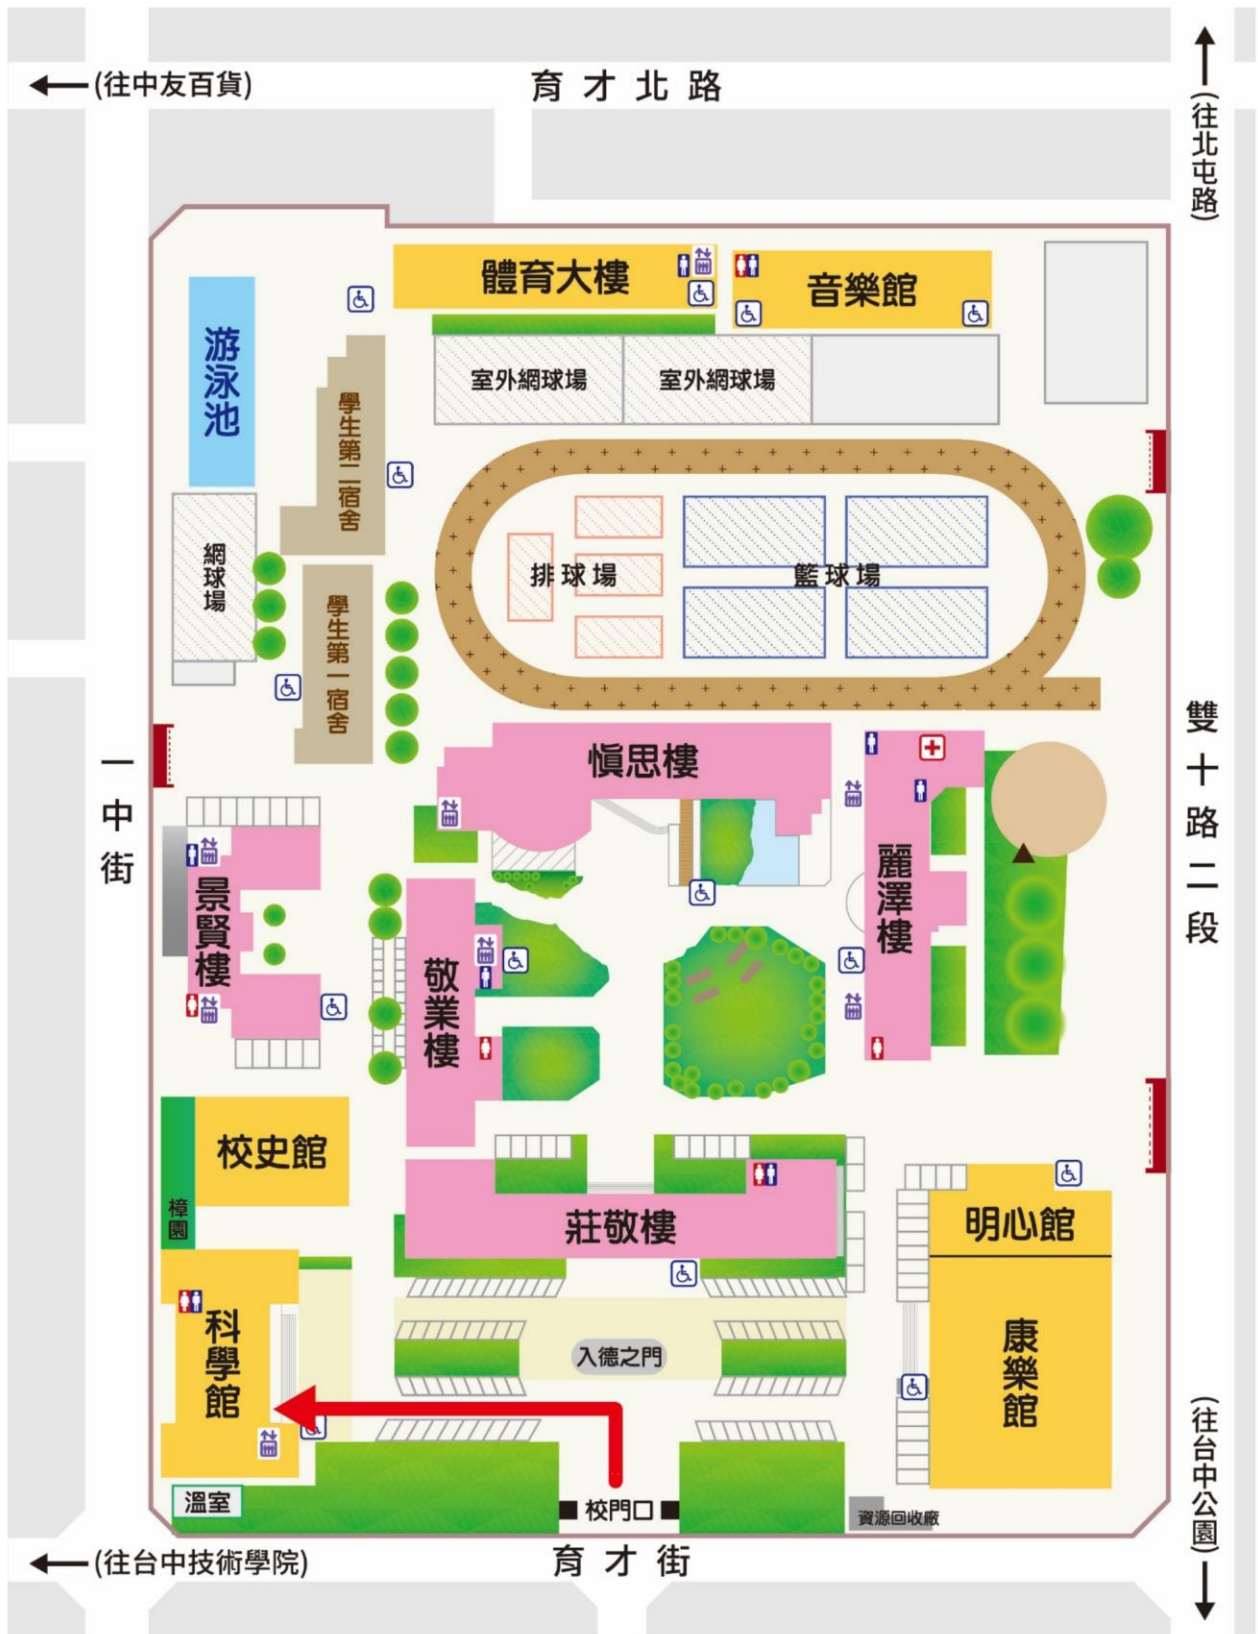 (往中友百貨)
育才北路
(往北屯路)
體育大樓
音樂館
游泳池
室外網球場
室外網球場
學生第二宿舍
網球場
排球場
籃球場
學生第一宿舍
一中街
雙十路二段
慎思樓
麗澤樓
景賢樓
敬業樓
校史館
樟園
莊敬樓
明心館
科學館
入德之門
康樂館
溫室
校門口
資源回收廠
(往台中公園)
(往台中技術學院)
育才街